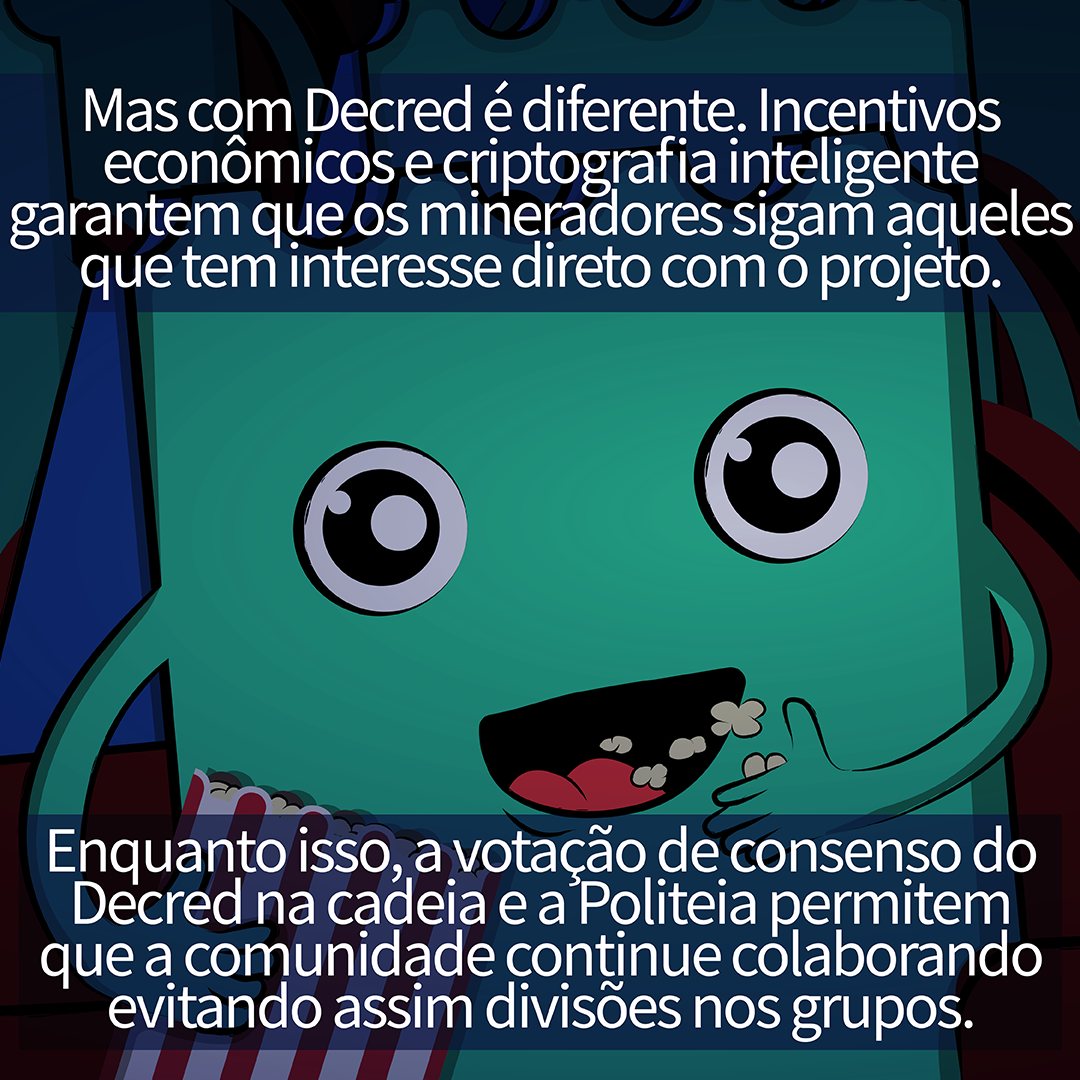 Mas com Decred é diferente. Incentivos
econômicos e criptografia inteligente
garantem que os mineradores sigam aqueles
que tem interesse direto com o projeto.
Enquanto isso, a votação de consenso do
Decred na cadeia e a Politeia permitem
que a comunidade continue colaborando
evitando assim divisões nos grupos.